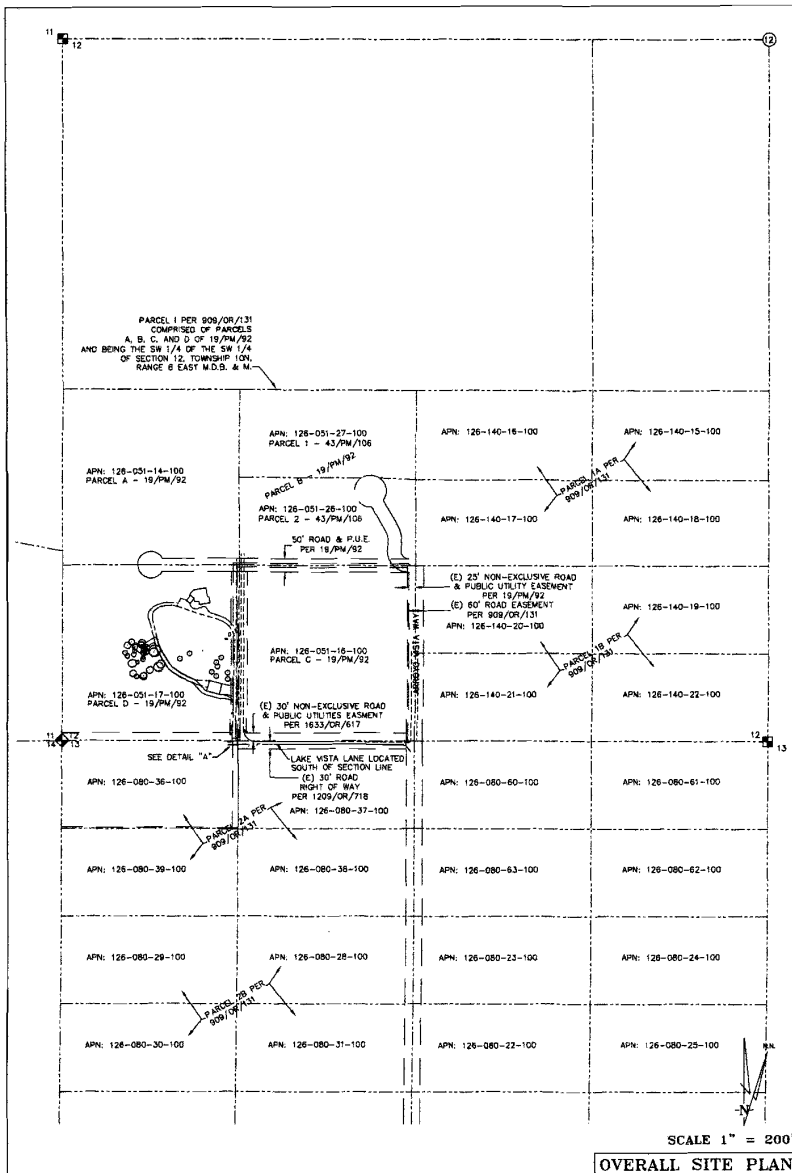 11
12
12
PARCEL 1 PER 909/OR/131
COMPRISED OF PARCELS
A, B, C, AND D OF 19/PM/92
AND BEING THE SW 1/4 OF THE SW 1/4
OF SECTION 12, TOWNSHIP 10N,
RANGE 8 EAST M.D.B. & M.
APN: 126-051-14-100
PARCEL A - 19/PM/92
APN: 126-051-27-100
PARCEL 1 - 43/PM/106
PARCEL B - 19/PM/92
APN: 126-051-26-100
PARCEL 2 - 43/PM/106
APN: 126-140-16-100
APN: 126-140-15-100
PARCEL 1A PER
909/OR/131
APN: 126-140-17-100
APN: 126-140-18-100
50' ROAD & P.U.E.
PER 19/PM/92
(E) 25' NON-EXCLUSIVE ROAD
& PUBLIC UTILITY EASEMENT
PER 19/PM/92
(E) 60' ROAD EASEMENT
PER 909/OR/131
APN: 126-140-20-100
APN: 126-140-19-100
PARCEL 1B PER
909/OR/131
ARROYO VISTA WAY
APN: 126-051-16-100
PARCEL C - 19/PM/92
APN: 126-051-17-100
PARCEL D - 19/PM/92
APN: 126-140-21-100
APN: 126-140-22-100
(E) 30' NON-EXCLUSIVE ROAD
& PUBLIC UTILITIES EASMENT
PER 1633/OR/617
11 12
14 13
12
13
SEE DETAIL "A"
LAKE VISTA LANE LOCATED
SOUTH OF SECTION LINE
(E) 30' ROAD
RIGHT OF WAY
PER 1209/OR/718
APN: 126-080-36-100
APN: 126-080-37-100
APN: 126-080-60-100
APN: 126-080-61-100
PARCEL 2A PER
909/OR/131
APN: 126-080-39-100
APN: 126-080-38-100
APN: 126-080-63-100
APN: 126-080-62-100
APN: 126-080-29-100
APN: 126-080-28-100
APN: 126-080-23-100
APN: 126-080-24-100
PARCEL 2B PER
909/OR/131
APN: 126-080-30-100
APN: 126-080-31-100
APN: 126-080-22-100
APN: 126-080-25-100
-N-
SCALE 1" = 200'
OVERALL SITE PLAN